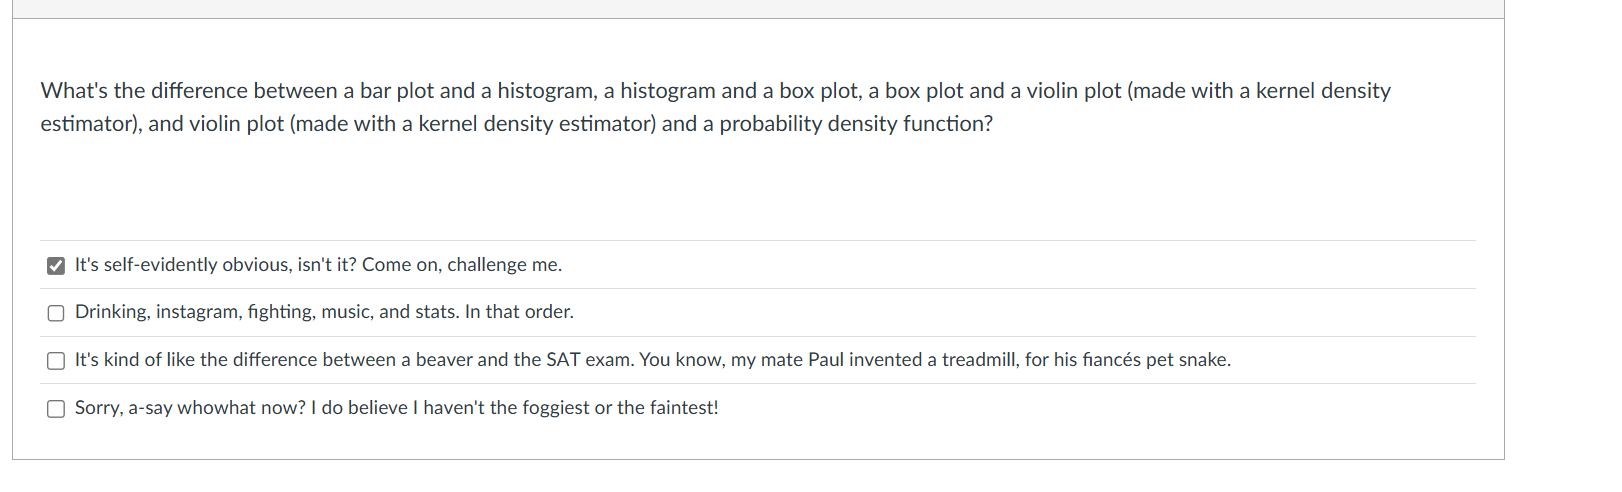 What's the difference between a bar plot and a histogram, a histogram and a box plot, a box plot and a violin plot (made with a kernel density
estimator), and violin plot (made with a kernel density estimator) and a probability density function?
It's self-evidently obvious, isn't it? Come on, challenge me.
Drinking, instagram, fighting, music, and stats. In that order.
It's kind of like the difference between a beaver and the SAT exam. You know, my mate Paul invented a treadmill, for his fiancés pet snake.
Sorry, a-say whowhat now? I do believe I haven't the foggiest or the faintest!